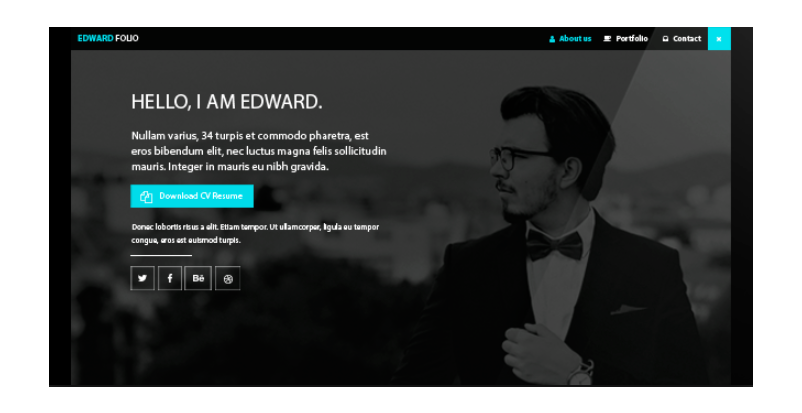 EDWARD FOLIO
About us Portfolio Contact
HELLO, I AM EDWARD.
Nullam varius, 34 turpis et commodo pharetra, est
eros bibendum elit, nec luctus magna felis sollicitudin
mauris. Integer in mauris eu nibh gravida.
Download CV Resume
Donec lobortis risus a elit. Etiam tempor. Ut ullamcorper, ligula eu tempor
congue, eros est euismod turpis.
f Bē